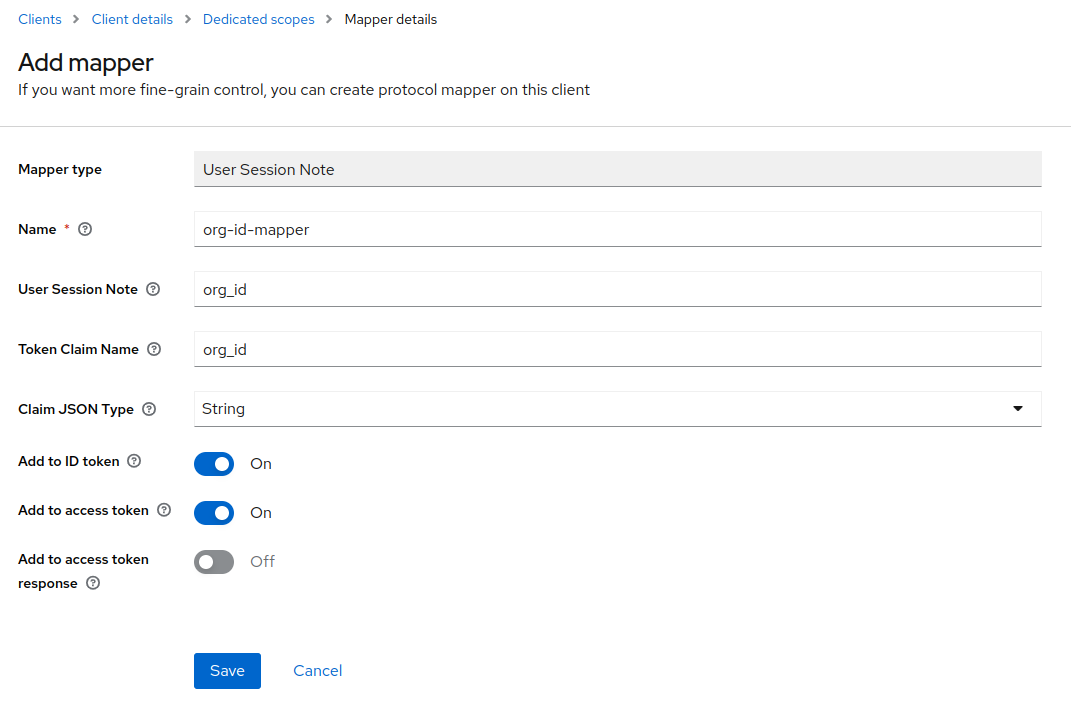 Clients > Client details > Dedicated scopes > Mapper details
Add mapper
If you want more fine-grain control, you can create protocol mapper on this client
Mapper type User Session Note
Name * org-id-mapper
User Session Note org_id
Token Claim Name org_id
Claim JSON Type String
Add to ID token On
Add to access token On
Add to access token Off
response
Save Cancel